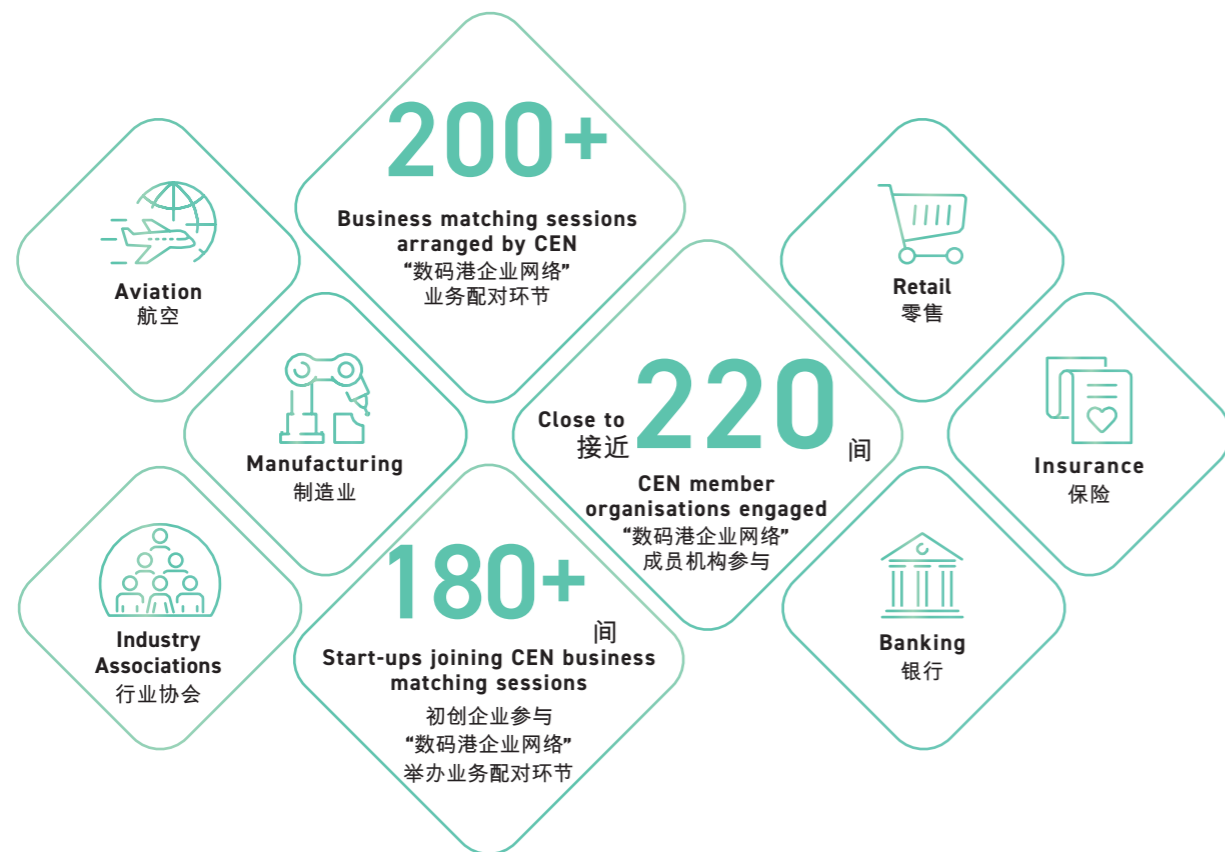 200+
Business matching sessions
arranged by CEN
“数码港企业网络”
业务配对环节
Aviation
航空
Retail
零售
Manufacturing
制造业
Close to
接近
220
间
CEN member
organisations engaged
“数码港企业网络”
成员机构参与
Insurance
保险
Industry
Associations
行业协会
180+
间
Start-ups joining CEN business
matching sessions
初创企业参与
“数码港企业网络”
举办业务配对环节
Banking
银行